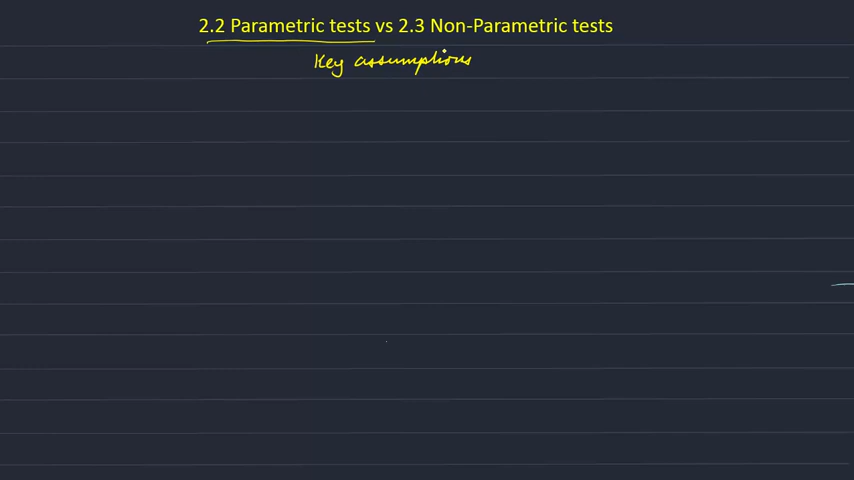 2.2 Parametric tests vs 2.3 Non-Parametric tests
Key assumptions